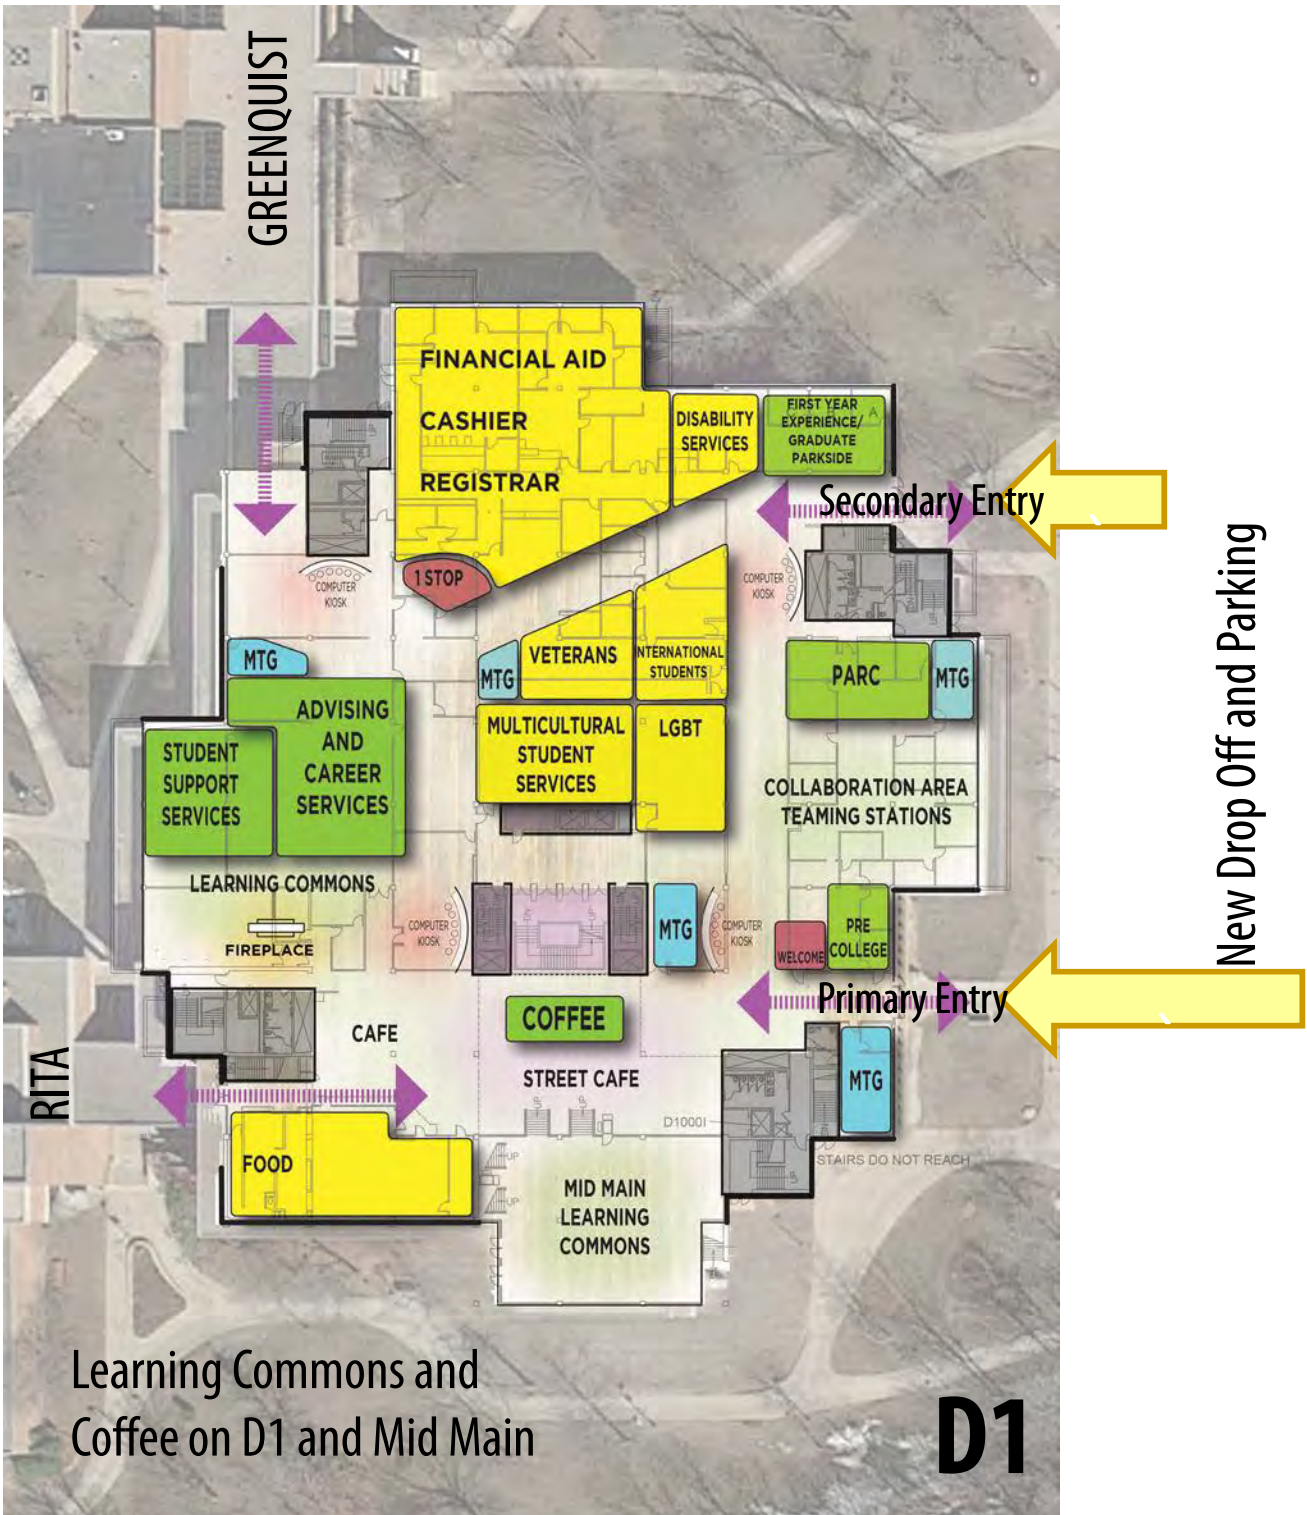 GREENQUIST
FINANCIAL AID
CASHIER
REGISTRAR
DISABILITY
SERVICES
FIRST YEAR
EXPERIENCE/
GRADUATE
PARKSIDE
A
Secondary Entry
1 STOP
COMPUTER
KIOSK
COMPUTER
KIOSK
MTG
MTG
VETERANS
NTERNATIONAL
STUDENTS
PARC
MTG
New Drop Off and Parking
ADVISING
AND
CAREER
SERVICES
STUDENT
SUPPORT
SERVICES
MULTICULTURAL
STUDENT
SERVICES
LGBT
COLLABORATION AREA
TEAMING STATIONS
LEARNING COMMONS
FIREPLACE
COMPUTER
KIOSK
MTG
COMPUTER
KIOSK
WELCOME
PRE
COLLEGE
Primary Entry
COFFEE
CAFE
STREET CAFE
RITA
MTG
D1000I
STAIRS DO NOT REACH
FOOD
UP
UP
MID MAIN
LEARNING
COMMONS
Learning Commons and
Coffee on D1 and Mid Main
D1